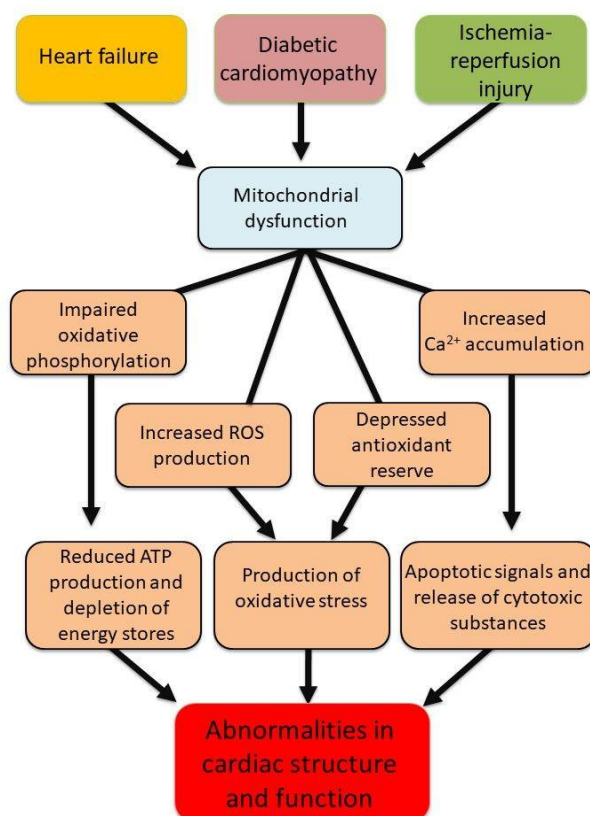 Heart failure
Diabetic
cardiomyopathy
Ischemia-
reperfusion
injury
Mitochondrial
dysfunction
Impaired
oxidative
phosphorylation
Increased
Ca²⁺ accumulation
Increased ROS
production
Depressed
antioxidant
reserve
Reduced ATP
production and
depletion of
energy stores
Production of
oxidative stress
Apoptotic signals and
release of cytotoxic
substances
Abnormalities in
cardiac structure
and function